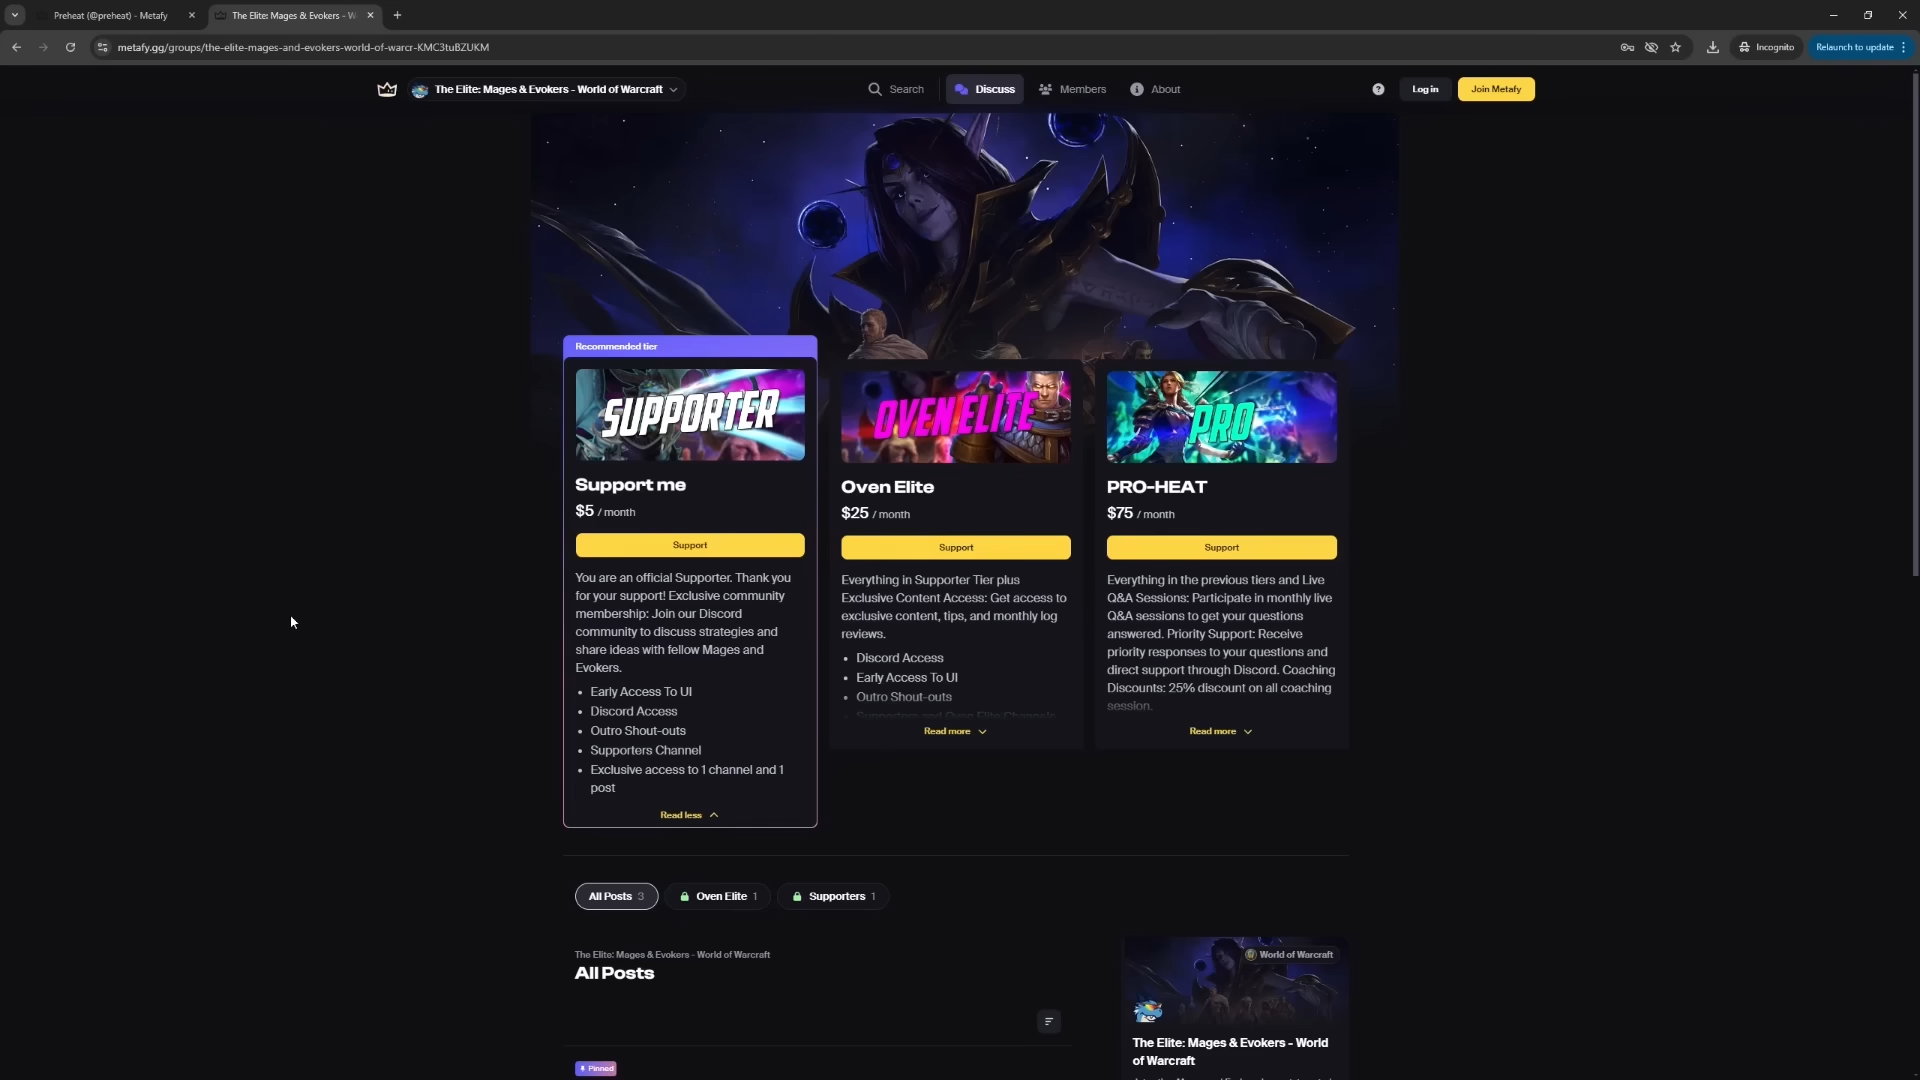 Preheat (@preheat) - Metafy
The Elite: Mages & Evokers - W
metafy.gg/groups/the-elite-mages-and-evokers-world-of-warcr-KMC3tuBZUKM
Incognito
Relaunch to update
The Elite: Mages & Evokers - World of Warcraft
Search
Discuss
Members
About
Log in
Join Metafy
Recommended tier
SUPPORTER
Support me
$5 / month
Support
You are an official Supporter. Thank you
for your support! Exclusive community
membership: Join our Discord
community to discuss strategies and
share ideas with fellow Mages and
Evokers.
• Early Access To UI
• Discord Access
• Outro Shout-outs
• Supporters Channel
• Exclusive access to 1 channel and 1
post
Read less
OVEN ELITE
Oven Elite
$25 / month
Support
Everything in Supporter Tier plus
Exclusive Content Access: Get access to
exclusive content, tips, and monthly log
reviews.
• Discord Access
• Early Access To UI
• Outro Shout-outs
• Supporters and Oven Elite Channels
Read more
PRO
PRO-HEAT
$75 / month
Support
Everything in the previous tiers and Live
Q&A Sessions: Participate in monthly live
Q&A sessions to get your questions
answered. Priority Support: Receive
priority responses to your questions and
direct support through Discord. Coaching
Discounts: 25% discount on all coaching
session.
Read more
All Posts 3
Oven Elite 1
Supporters 1
The Elite: Mages & Evokers - World of Warcraft
All Posts
Pinned
World of Warcraft
The Elite: Mages & Evokers - World
of Warcraft